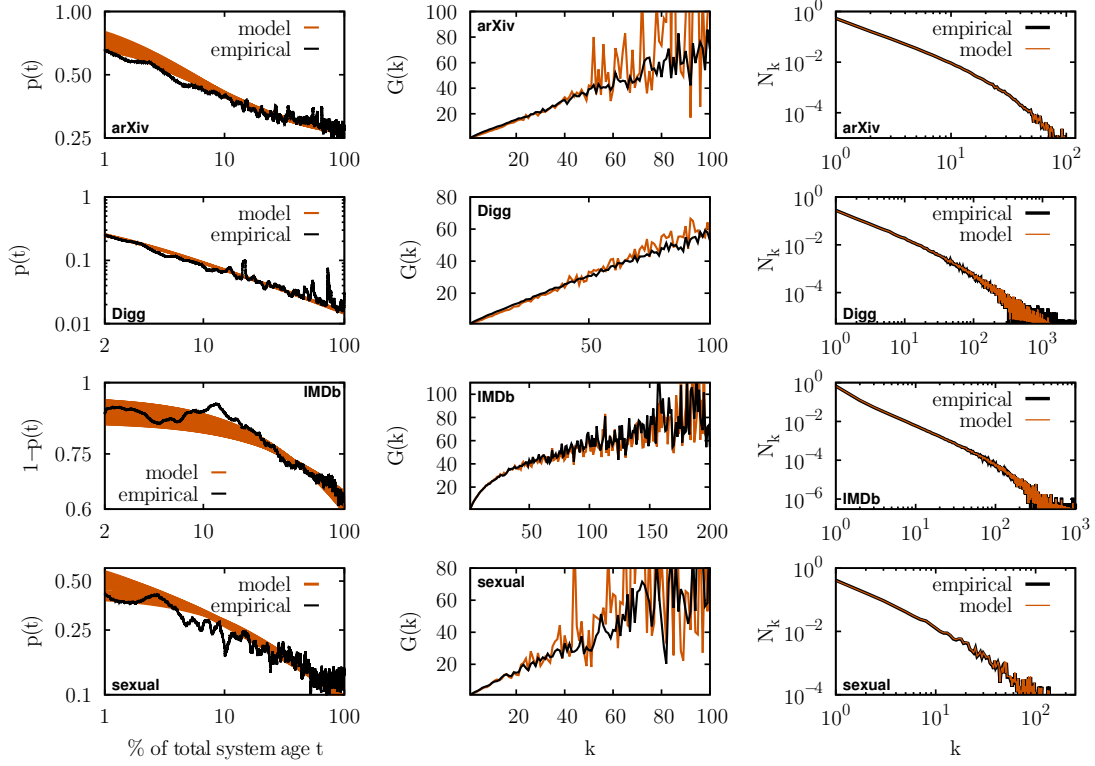 1.00
0.50
0.25
p(t)
model
empirical
arXiv
1 10 100
100
80
60
40
20
G(k)
arXiv
20 40 60 80 100
10^0
10^-2
10^-4
N_k
empirical
model
arXiv
10^0 10^1 10^2
1
0.1
0.01
p(t)
model
empirical
Digg
2 10 100
80
60
40
20
G(k)
Digg
50 100
10^0
10^-2
10^-4
N_k
empirical
model
Digg
10^0 10^1 10^2 10^3
1
0.75
0.6
1−p(t)
IMDb
model
empirical
2 10 100
100
80
60
40
20
G(k)
IMDb
50 100 150 200
10^0
10^-2
10^-4
10^-6
N_k
empirical
model
IMDb
10^0 10^1 10^2 10^3
0.50
0.25
0.1
p(t)
model
empirical
sexual
1 10 100
% of total system age t
80
60
40
20
G(k)
sexual
20 40 60 80 100
k
10^0
10^-2
10^-4
N_k
empirical
model
sexual
10^0 10^1 10^2
k